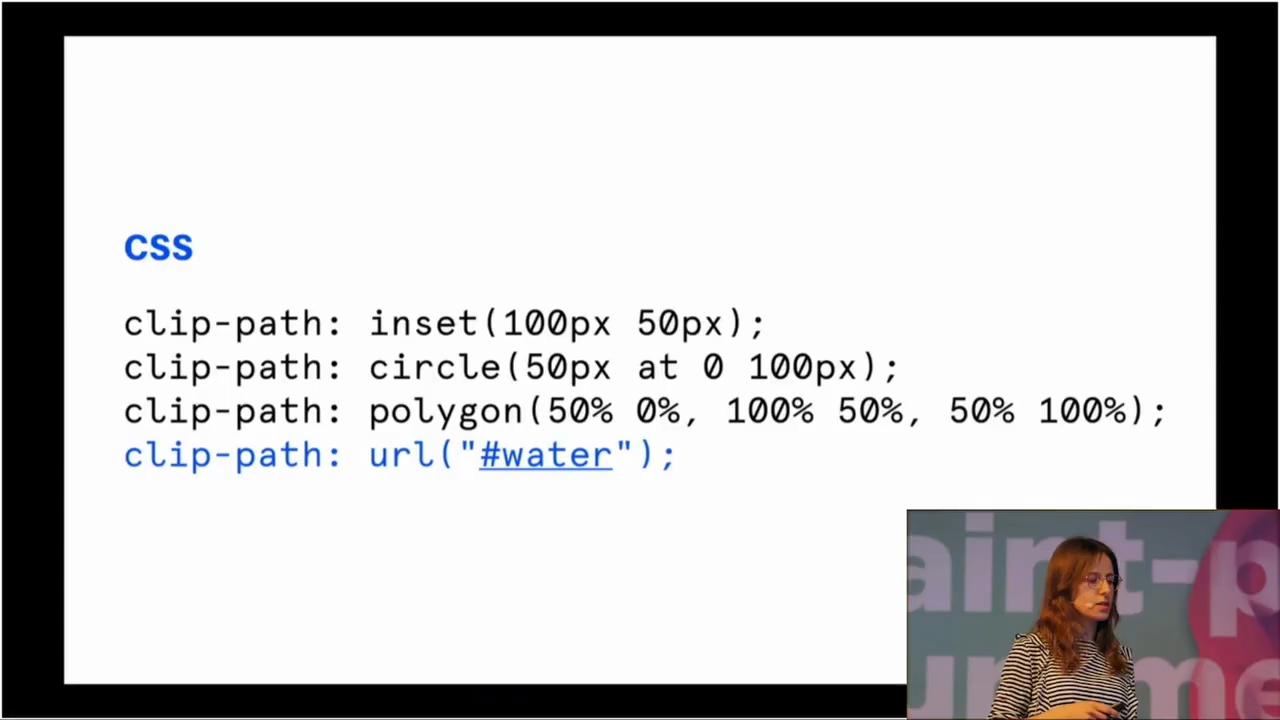 CSS
clip-path: inset(100px 50px);
clip-path: circle(50px at 0 100px);
clip-path: polygon(50% 0%, 100% 50%, 50% 100%);
clip-path: url("#water");
aint-p